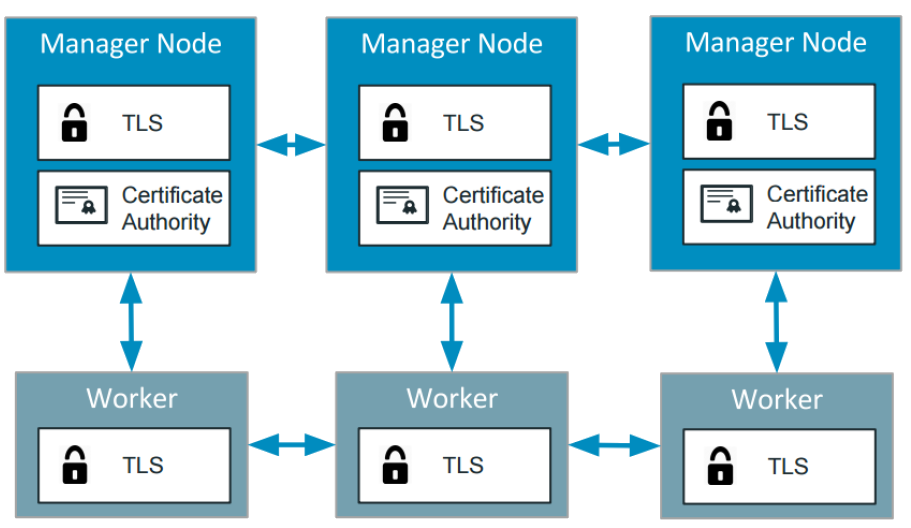 Manager Node
Manager Node
Manager Node
TLS
TLS
TLS
Certificate
Authority
Certificate
Authority
Certificate
Authority
Worker
Worker
Worker
TLS
TLS
TLS